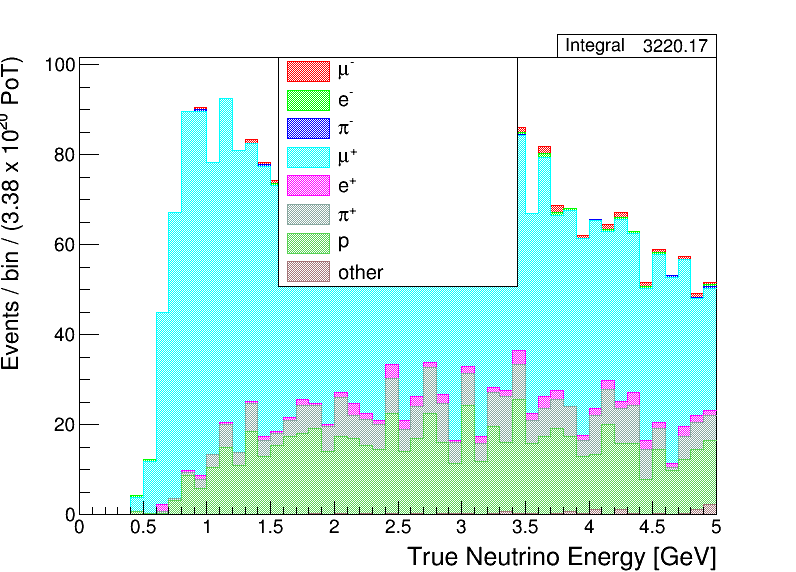 Integral 3220.17
Events / bin / (3.38 x 10²⁰ PoT)
100
80
60
40
20
0
μ⁻
e⁻
π⁻
μ⁺
e⁺
π⁺
p
other
0 0.5 1 1.5 2 2.5 3 3.5 4 4.5 5
True Neutrino Energy [GeV]